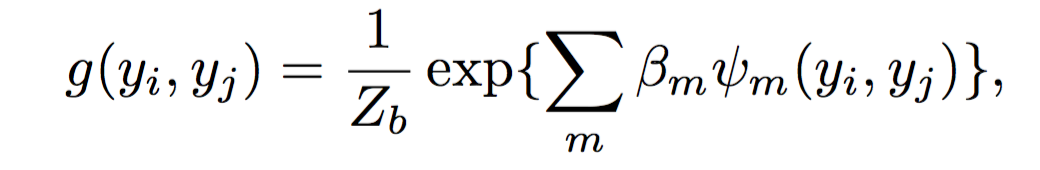 g(y_i, y_j) = \frac{1}{Z_b} \exp\{\sum_m \beta_m \psi_m(y_i, y_j)\},